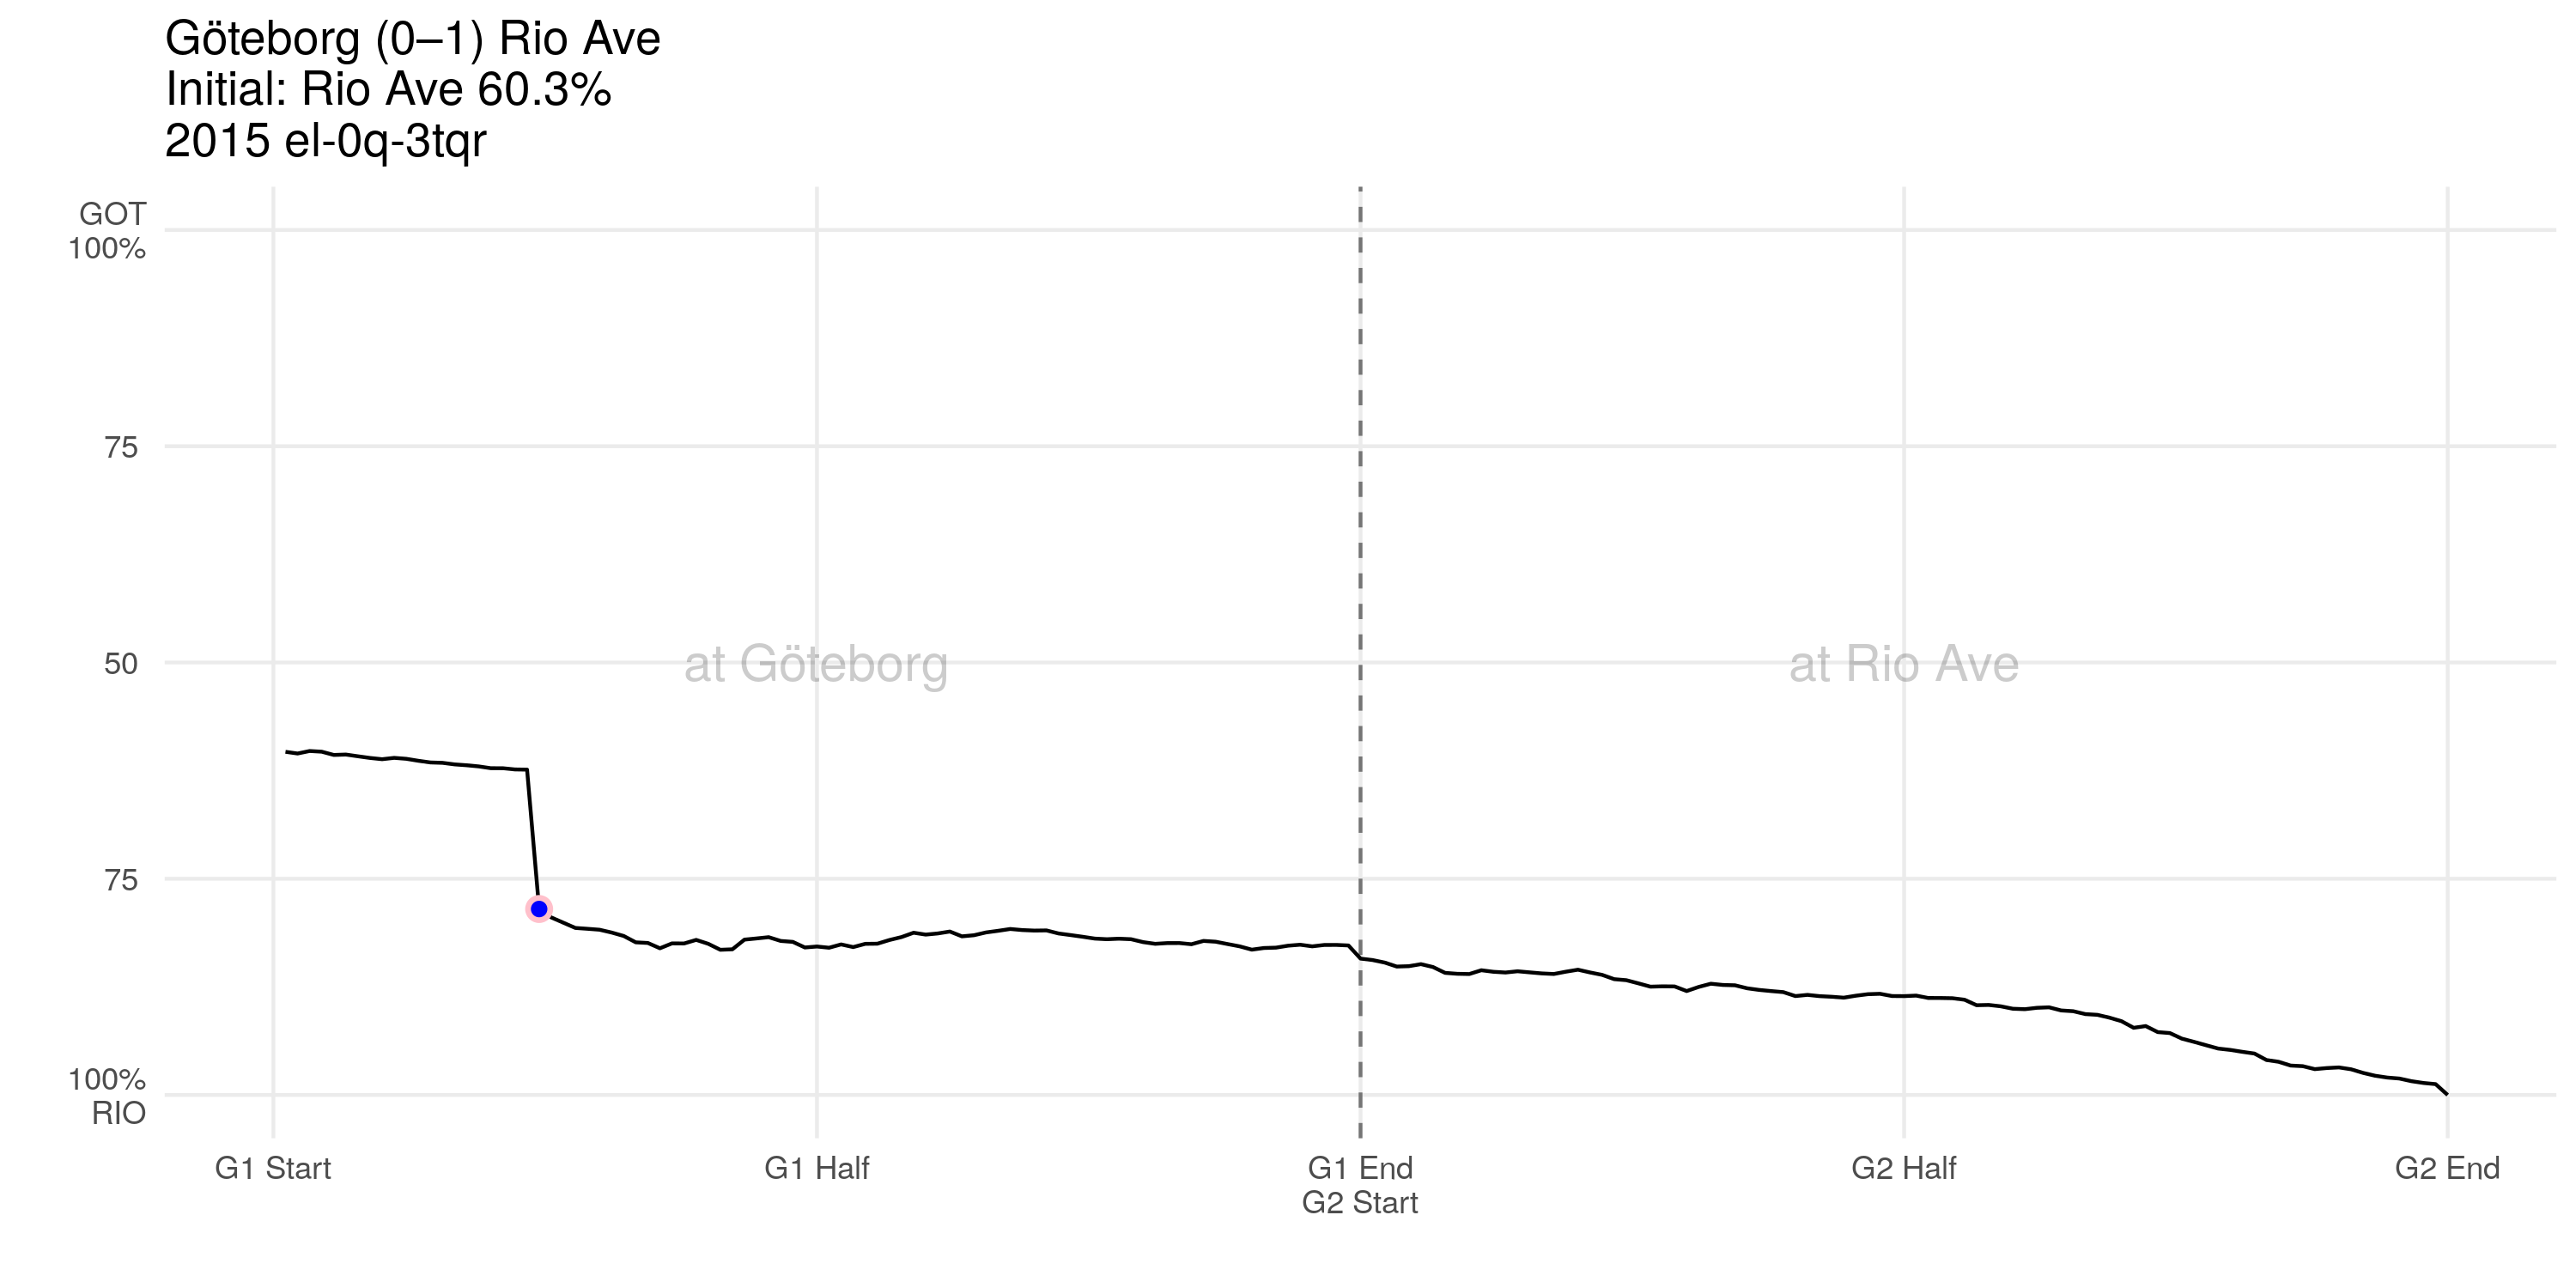 Göteborg (0–1) Rio Ave
Initial: Rio Ave 60.3%
2015 el-0q-3tqr
GOT
100%
75
50
75
100%
RIO
at Göteborg
at Rio Ave
G1 Start
G1 Half
G1 End
G2 Start
G2 Half
G2 End